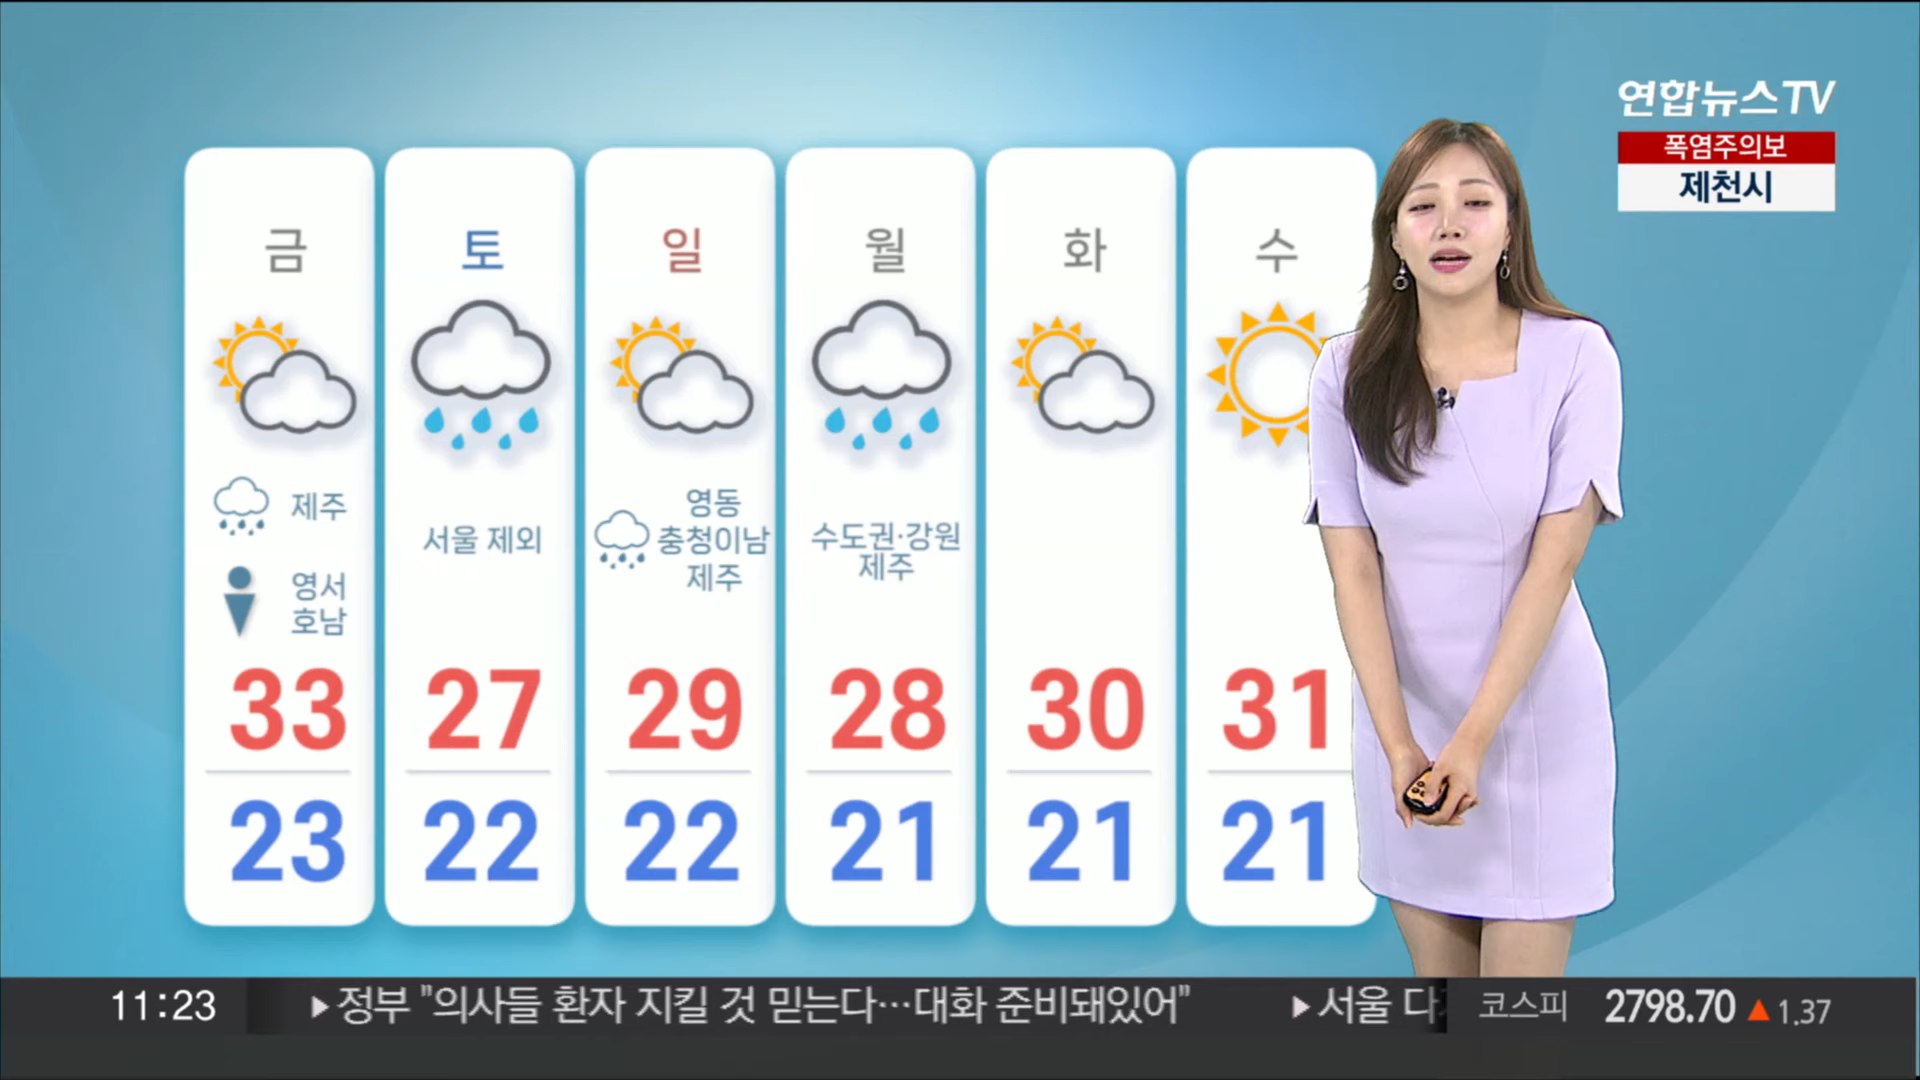 연합뉴스TV
폭염주의보
제천시
금
제주
영서
호남
33
23
토
서울 제외
27
22
일
영동
충청이남
제주
29
22
월
수도권·강원
제주
28
21
화
30
21
수
31
21
11:23
▶정부 "의사들 환자 지킬 것 믿는다…대화 준비돼있어"
▶서울
코스피 2798.70 ▲1.37